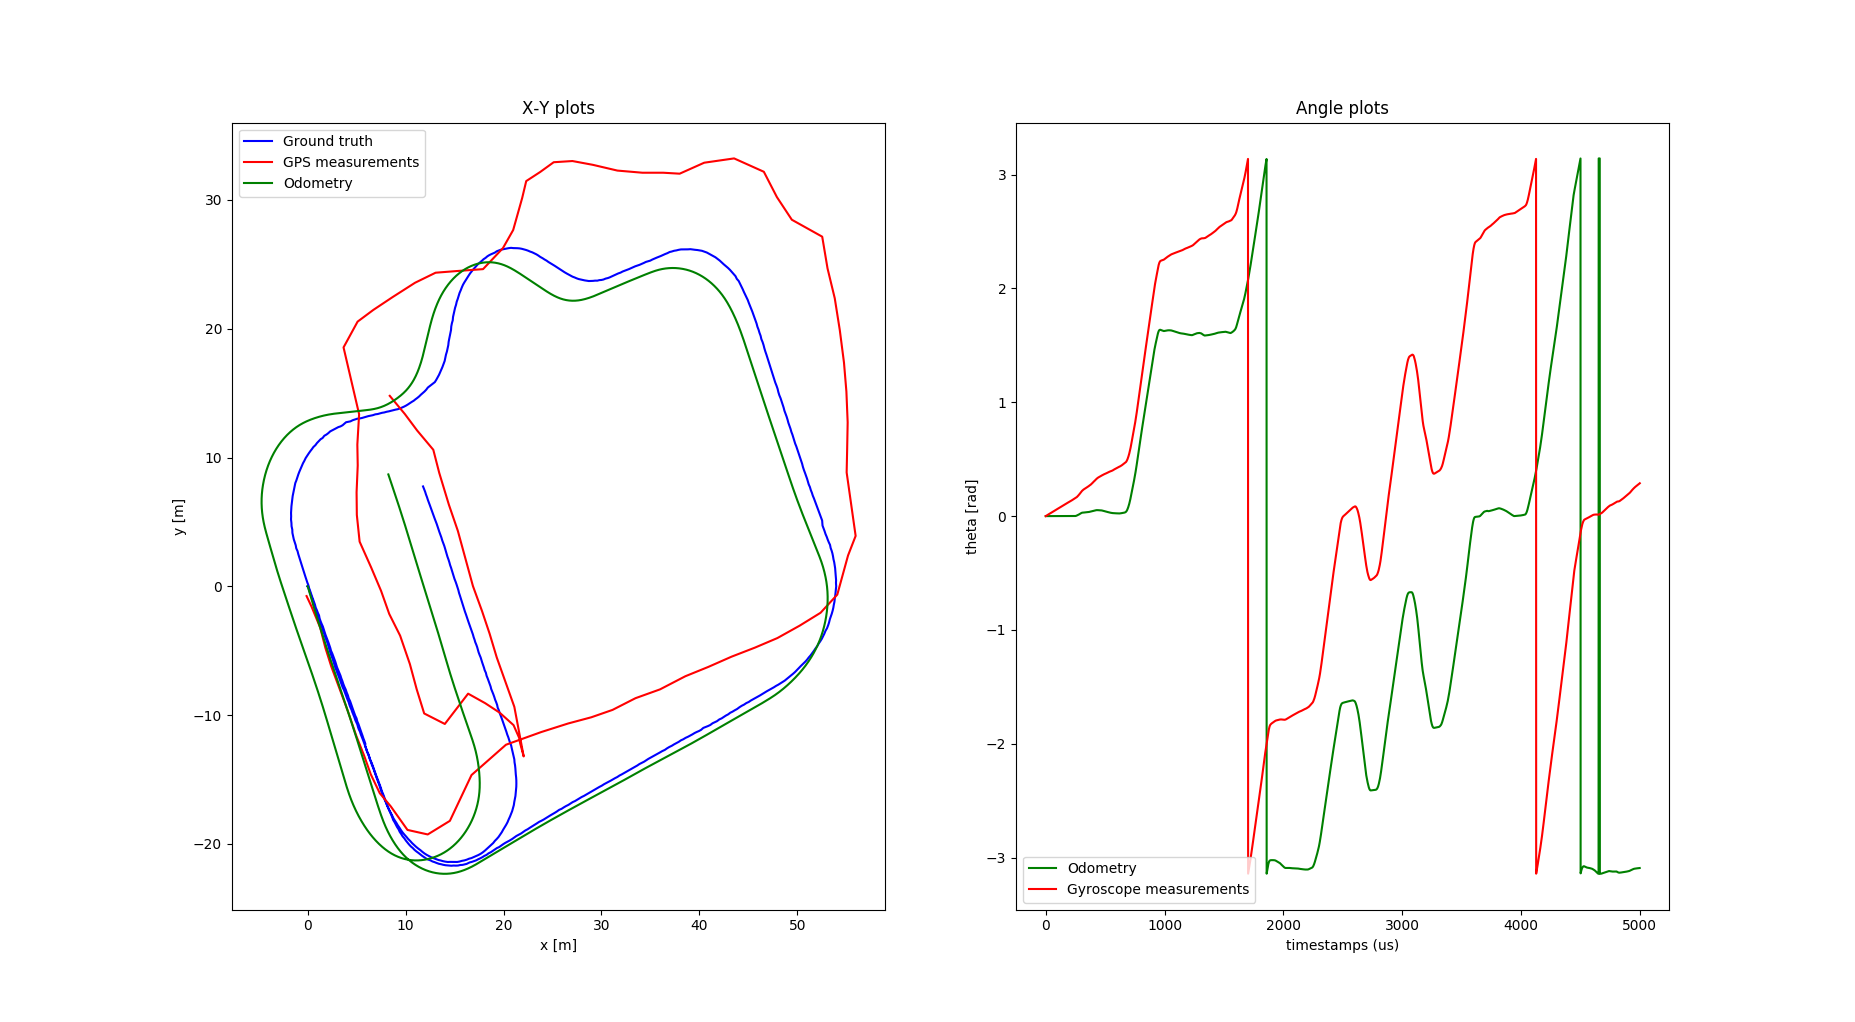 X-Y plots
Ground truth
GPS measurements
Odometry
30
20
10
0
−10
−20
y [m]
0 10 20 30 40 50
x [m]
Angle plots
3
2
1
0
−1
−2
−3
theta [rad]
Odometry
Gyroscope measurements
0 1000 2000 3000 4000 5000
timestamps (us)